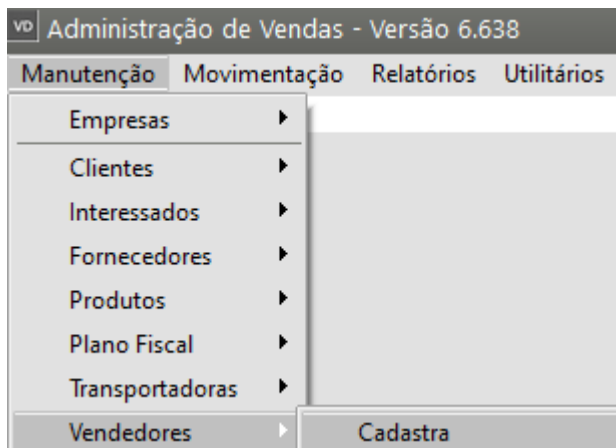 VD Administração de Vendas - Versão 6.638
Manutenção Movimentação Relatórios Utilitários
Empresas
Clientes
Interessados
Fornecedores
Produtos
Plano Fiscal
Transportadoras
Vendedores Cadastra